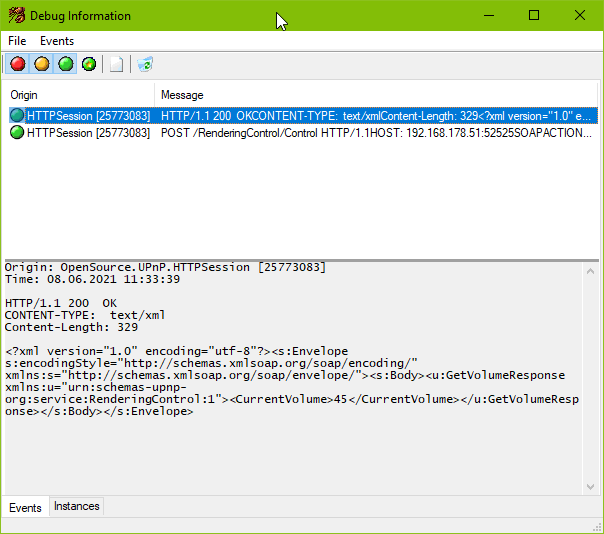 Debug Information
File Events
Origin Message
HTTPSession [25773083] HTTP/1.1 200  OKCONTENT-TYPE:  text/xmlContent-Length: 329<?xml version="1.0" e...
HTTPSession [25773083] POST /RenderingControl/Control HTTP/1.1HOST: 192.168.178.51:52525SOAPACTION...
Origin: OpenSource.UPnP.HTTPSession [25773083]
Time: 08.06.2021 11:33:39
HTTP/1.1 200  OK
CONTENT-TYPE:  text/xml
Content-Length: 329
<?xml version="1.0" encoding="utf-8"?><s:Envelope
s:encodingStyle="http://schemas.xmlsoap.org/soap/encoding/"
xmlns:s="http://schemas.xmlsoap.org/soap/envelope/"><s:Body><u:GetVolumeResponse
xmlns:u="urn:schemas-upnp-
org:service:RenderingControl:1"><CurrentVolume>45</CurrentVolume></u:GetVolumeResp
onse></s:Body></s:Envelope>
Events Instances